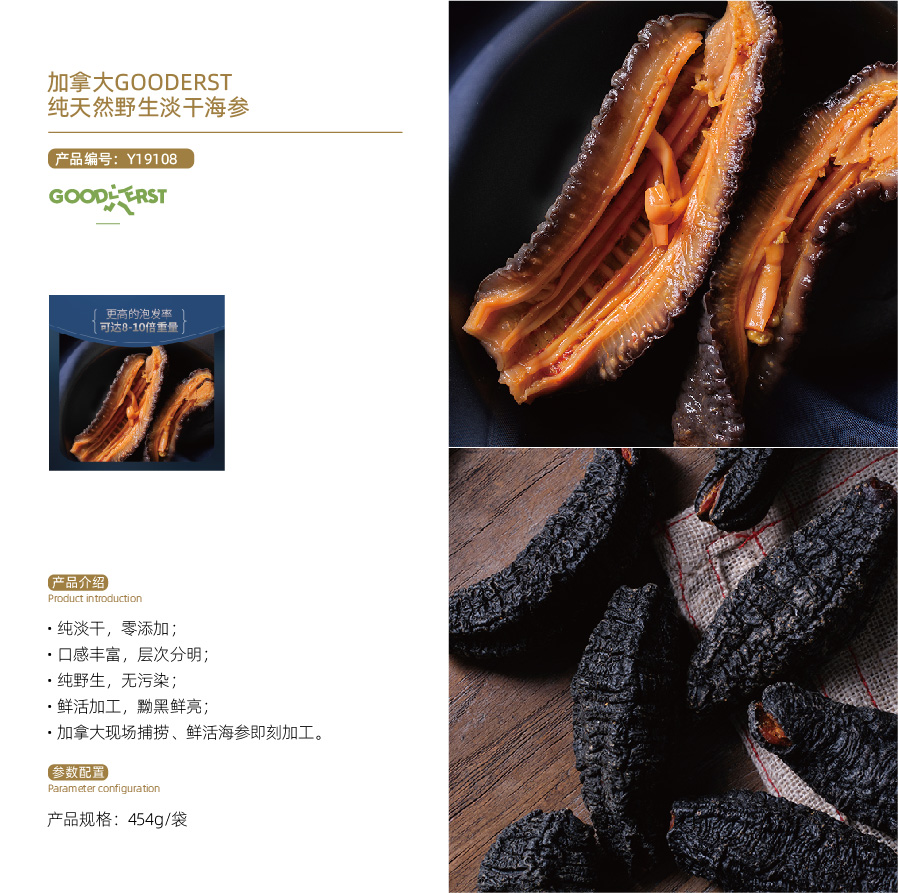 加拿大GOODERST
纯天然野生淡干海参
产品编号：Y19108
GOODERST
更高的泡发率
可达8-10倍重量
产品介绍
Product introduction
• 纯淡干，零添加；
• 口感丰富，层次分明；
• 纯野生，无污染；
• 鲜活加工，黝黑鲜亮；
• 加拿大现场捕捞、鲜活海参即刻加工。
参数配置
Parameter configuration
产品规格：454g/袋